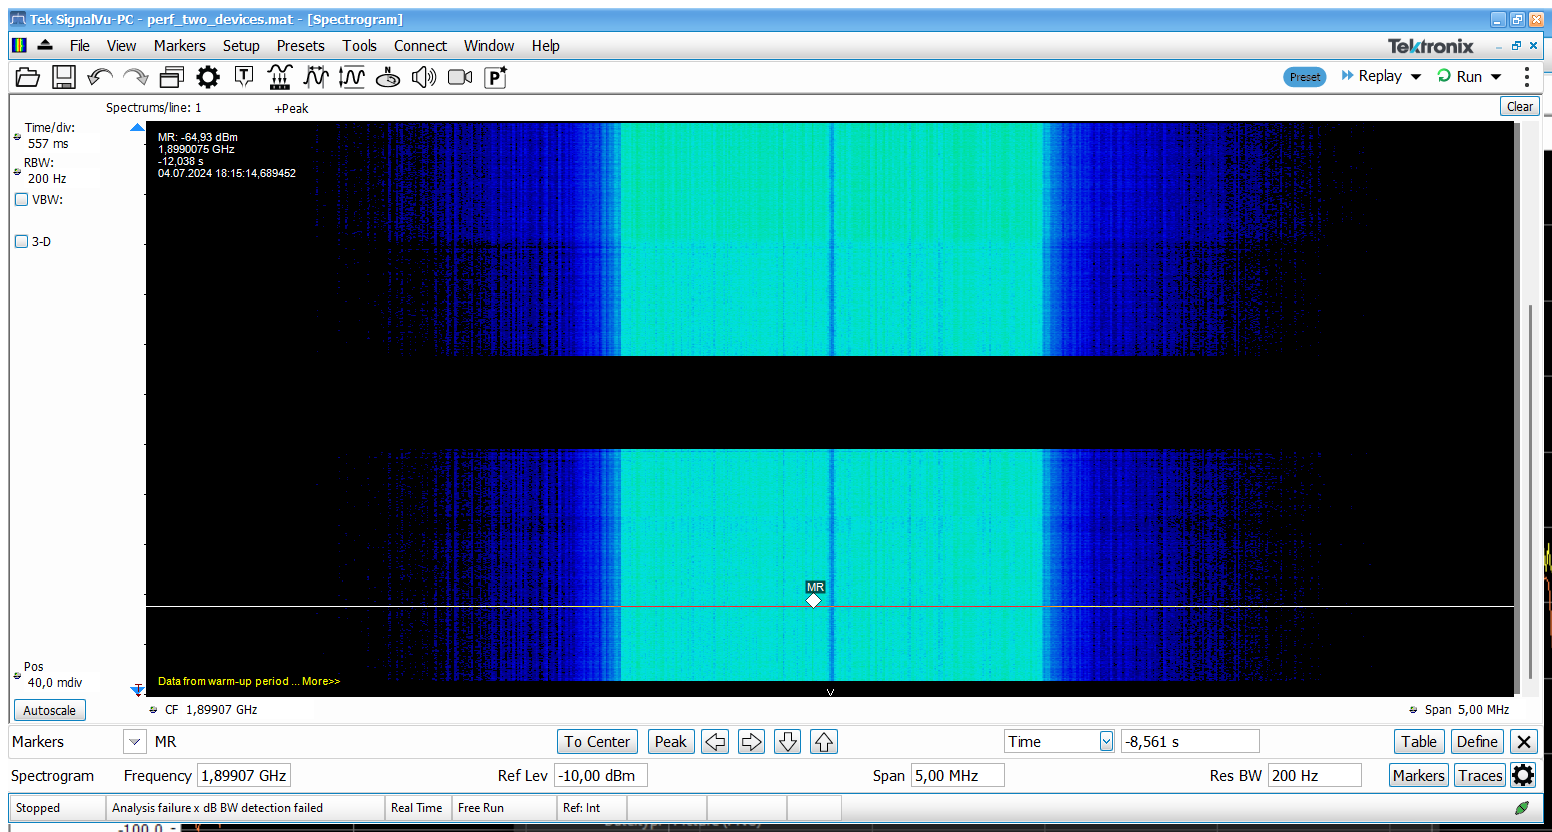 Tek SignalVu-PC - perf_two_devices.mat - [Spectrogram]
File View Markers Setup Presets Tools Connect Window Help
Tektronix
T N P
Preset Replay Run
Spectrums/line: 1 +Peak Clear
Time/div:
557 ms
RBW:
200 Hz
VBW:
3-D
MR: -64,93 dBm
1,8990075 GHz
-12,038 s
04.07.2024 18:15:14,689452
MR
Pos
40,0 mdiv
Data from warm-up period ... More>>
Autoscale CF 1,89907 GHz Span 5,00 MHz
Markers MR To Center Peak Time -8,561 s Table Define
Spectrogram Frequency 1,89907 GHz Ref Lev -10,00 dBm Span 5,00 MHz Res BW 200 Hz Markers Traces
Stopped Analysis failure x dB BW detection failed Real Time Free Run Ref: Int
-100.0